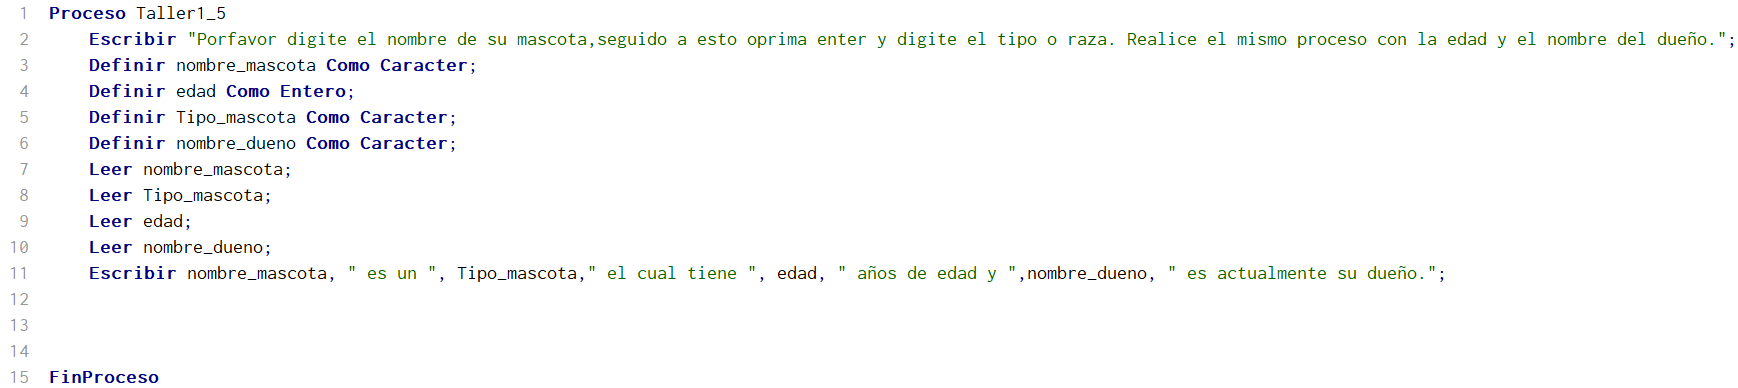 1 Proceso Taller1_5
2 Escribir "Porfavor digite el nombre de su mascota,seguido a esto oprima enter y digite el tipo o raza. Realice el mismo proceso con la edad y el nombre del dueño.";
3 Definir nombre_mascota Como Caracter;
4 Definir edad Como Entero;
5 Definir Tipo_mascota Como Caracter;
6 Definir nombre_dueno Como Caracter;
7 Leer nombre_mascota;
8 Leer Tipo_mascota;
9 Leer edad;
10 Leer nombre_dueno;
11 Escribir nombre_mascota, " es un ", Tipo_mascota," el cual tiene ", edad, " años de edad y ",nombre_dueno, " es actualmente su dueño.";
12
13
14
15 FinProceso